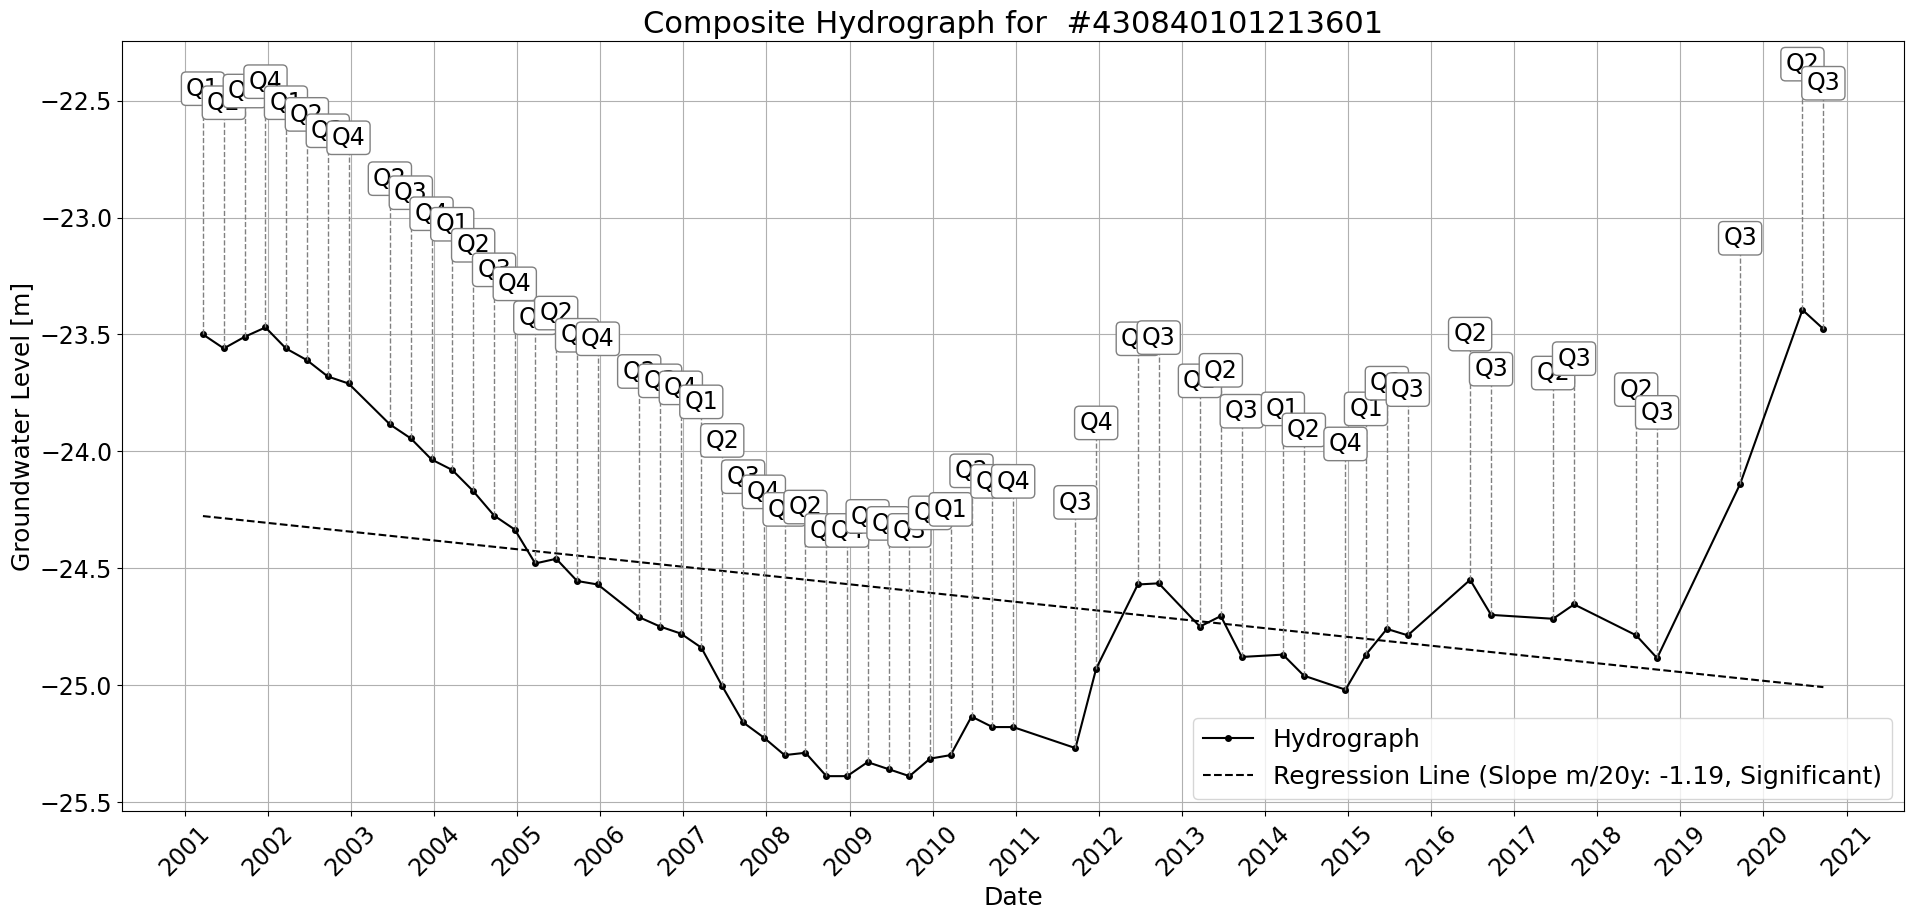 Composite Hydrograph for  #430840101213601
Groundwater Level [m]
−22.5
−23.0
−23.5
−24.0
−24.5
−25.0
−25.5
Q1
Q4
Q1
Q2
Q4
Q2
Q3
Q4
Q1
Q2
Q3
Q4
Q2
Q4
Q4
Q1
Q2
Q3
Q4
Q2
Q3
Q1
Q2
Q4
Q3
Q4
Q3
Q2
Q3
Q1
Q2
Q4
Q1
Q3
Q2
Q3
Q2
Q3
Q2
Q3
Q3
Q2
Q3
Hydrograph
Regression Line (Slope m/20y: -1.19, Significant)
2001
2002
2003
2004
2005
2006
2007
2008
2009
2010
2011
2012
2013
2014
2015
2016
2017
2018
2019
2020
2021
Date